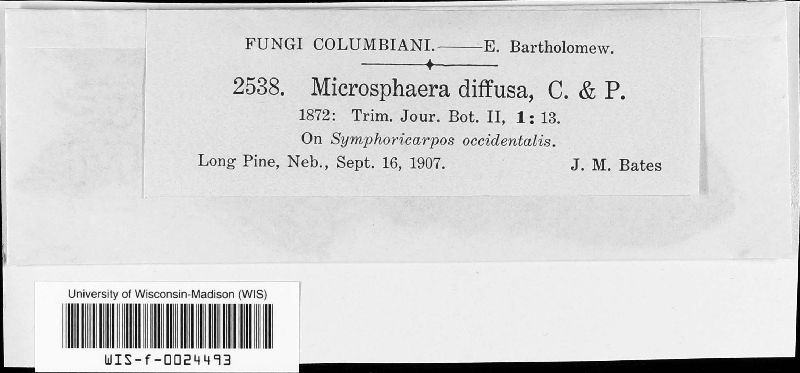 FUNGI COLUMBIANI.——E. Bartholomew.
2538. Microsphaera diffusa, C. & P.
1872: Trim. Jour. Bot. II, 1: 13.
On Symphoricarpos occidentalis.
Long Pine, Neb., Sept. 16, 1907. J. M. Bates
University of Wisconsin-Madison (WIS)
WIS-f-0024493